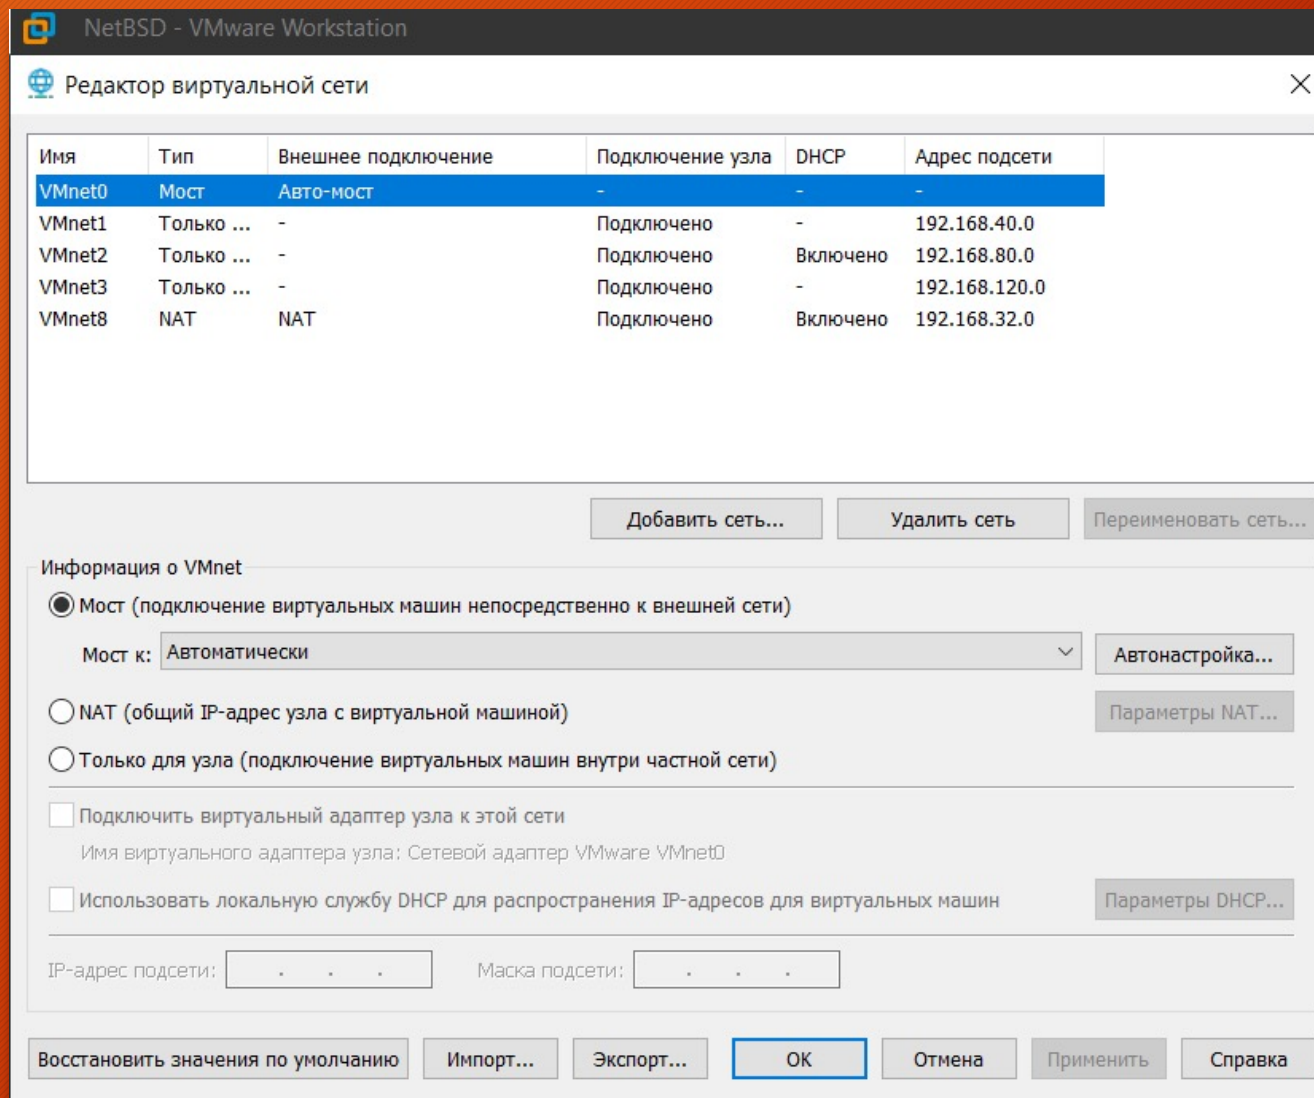 NetBSD - VMware Workstation
Редактор виртуальной сети
Имя Тип Внешнее подключение Подключение узла DHCP Адрес подсети
VMnet0 Мост Авто-мост - - -
VMnet1 Только ... - Подключено - 192.168.40.0
VMnet2 Только ... - Подключено Включено 192.168.80.0
VMnet3 Только ... - Подключено - 192.168.120.0
VMnet8 NAT NAT Подключено Включено 192.168.32.0
Добавить сеть... Удалить сеть Переименовать сеть...
Информация о VMnet
Мост (подключение виртуальных машин непосредственно к внешней сети)
Мост к: Автоматически Автонастройка...
NAT (общий IP-адрес узла с виртуальной машиной) Параметры NAT...
Только для узла (подключение виртуальных машин внутри частной сети)
Подключить виртуальный адаптер узла к этой сети
Имя виртуального адаптера узла: Сетевой адаптер VMware VMnet0
Использовать локальную службу DHCP для распространения IP-адресов для виртуальных машин Параметры DHCP...
IP-адрес подсети: . . . Маска подсети: . . .
Восстановить значения по умолчанию Импорт... Экспорт... ОК Отмена Применить Справка